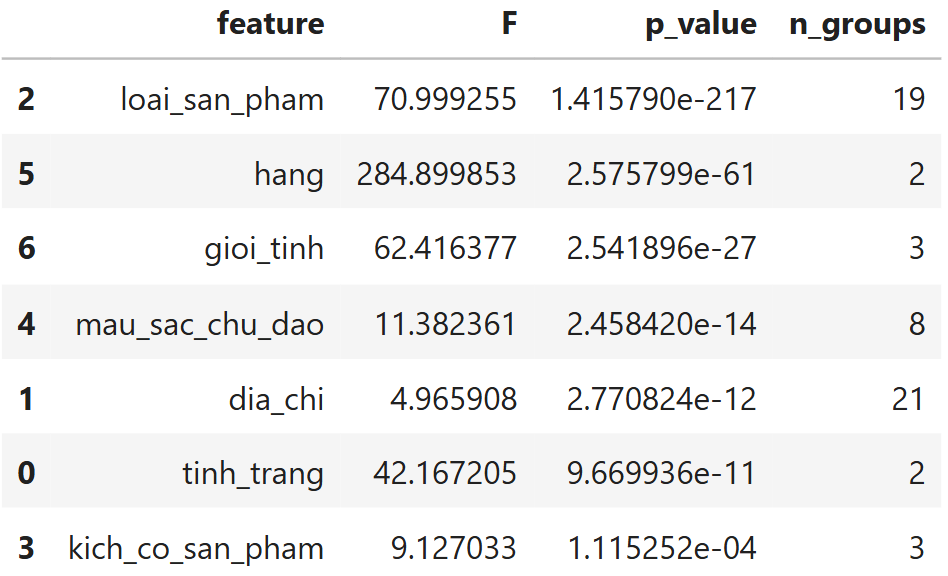 feature F p_value n_groups
2 loai_san_pham 70.999255 1.415790e-217 19
5 hang 284.899853 2.575799e-61 2
6 gioi_tinh 62.416377 2.541896e-27 3
4 mau_sac_chu_dao 11.382361 2.458420e-14 8
1 dia_chi 4.965908 2.770824e-12 21
0 tinh_trang 42.167205 9.669936e-11 2
3 kich_co_san_pham 9.127033 1.115252e-04 3